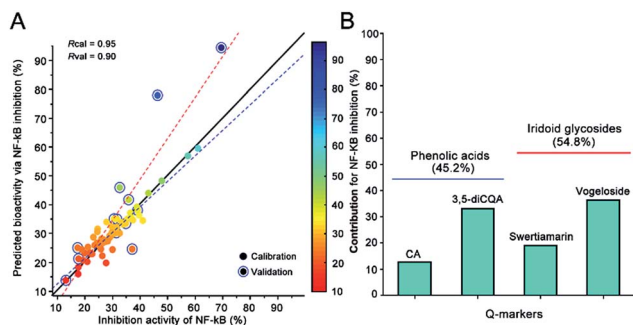 A
Rcal = 0.95
Rval = 0.90
Predicted bioactivity via NF-kB inhibition (%)
90
80
70
60
50
40
30
20
10
10 20 30 40 50 60 70 80 90
Inhibition activity of NF-kB (%)
Calibration
Validation
90
80
70
60
50
40
30
20
10
B
Contribution for NF-kB inhibition (%)
100
90
80
70
60
50
40
30
20
10
0
Phenolic acids
(45.2%)
Iridoid glycosides
(54.8%)
CA
3,5-diCQA
Swertiamarin
Vogeloside
Q-markers